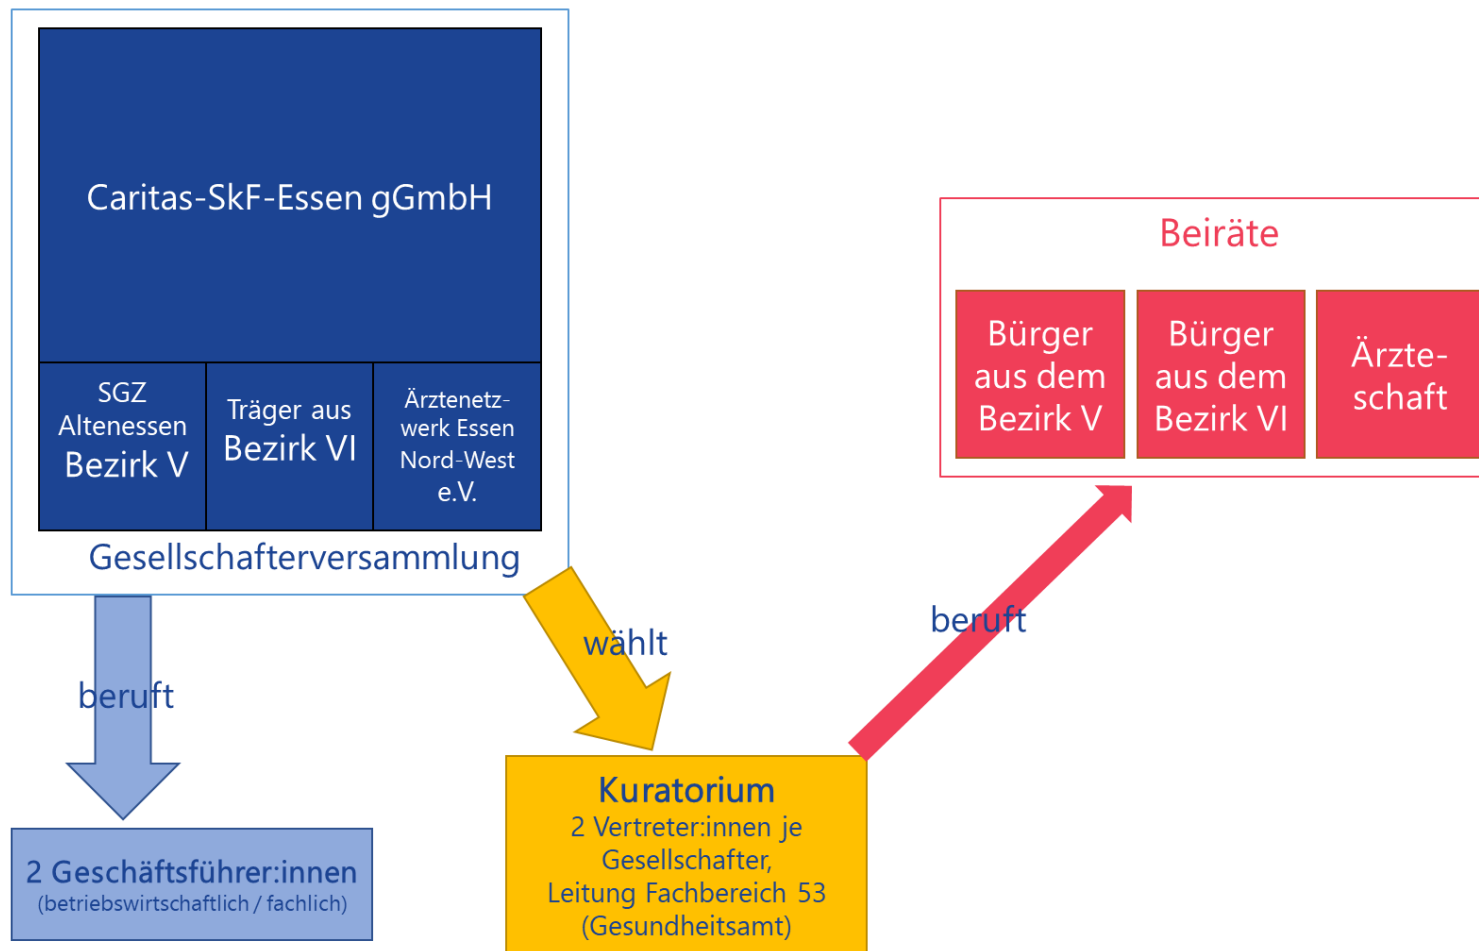 Caritas-SkF-Essen gGmbH
SGZ
Altenessen
Bezirk V
Träger aus
Bezirk VI
Ärztenetz-
werk Essen
Nord-West
e.V.
Gesellschafterversammlung
beruft
2 Geschäftsführer:innen
(betriebswirtschaftlich / fachlich)
wählt
Kuratorium
2 Vertreter:innen je
Gesellschafter,
Leitung Fachbereich 53
(Gesundheitsamt)
beruft
Beiräte
Bürger
aus dem
Bezirk V
Bürger
aus dem
Bezirk VI
Ärzte-
schaft